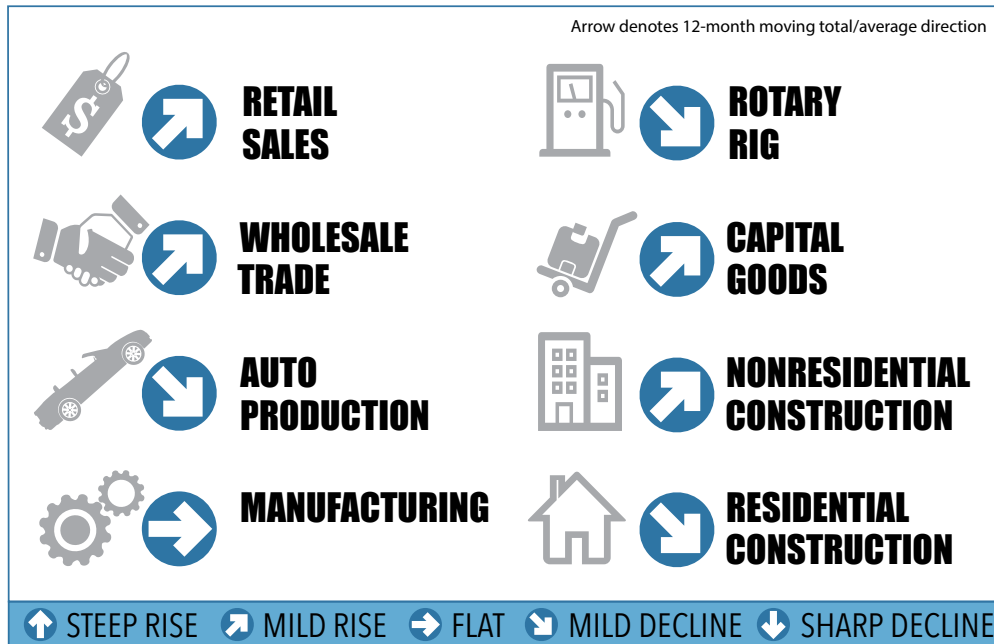 Arrow denotes 12-month moving total/average direction
$
RETAIL
SALES
ROTARY
RIG
WHOLESALE
TRADE
CAPITAL
GOODS
AUTO
PRODUCTION
NONRESIDENTIAL
CONSTRUCTION
MANUFACTURING
RESIDENTIAL
CONSTRUCTION
STEEP RISE MILD RISE FLAT MILD DECLINE SHARP DECLINE